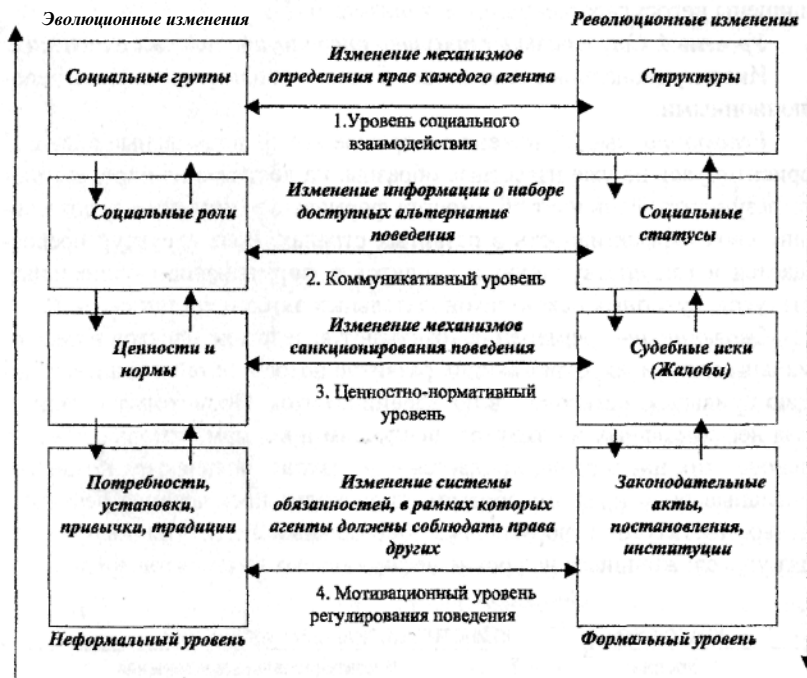 Эволюционные изменения
Революционные изменения
Социальные группы
Изменение механизмов
определения прав каждого агента
Структуры
1.Уровень социального
взаимодействия
Социальные роли
Изменение информации о наборе
доступных альтернатив
поведения
Социальные
статусы
2. Коммуникативный уровень
Ценности и
нормы
Изменение механизмов
санкционирования поведения
Судебные иски
(Жалобы)
3. Ценностно-нормативный
уровень
Потребности,
установки,
привычки, традиции
Изменение системы
обязанностей, в рамках которых
агенты должны соблюдать права
других
Законодательные
акты,
постановления,
институции
4. Мотивационный уровень
регулирования поведения
Неформальный уровень
Формальный уровень